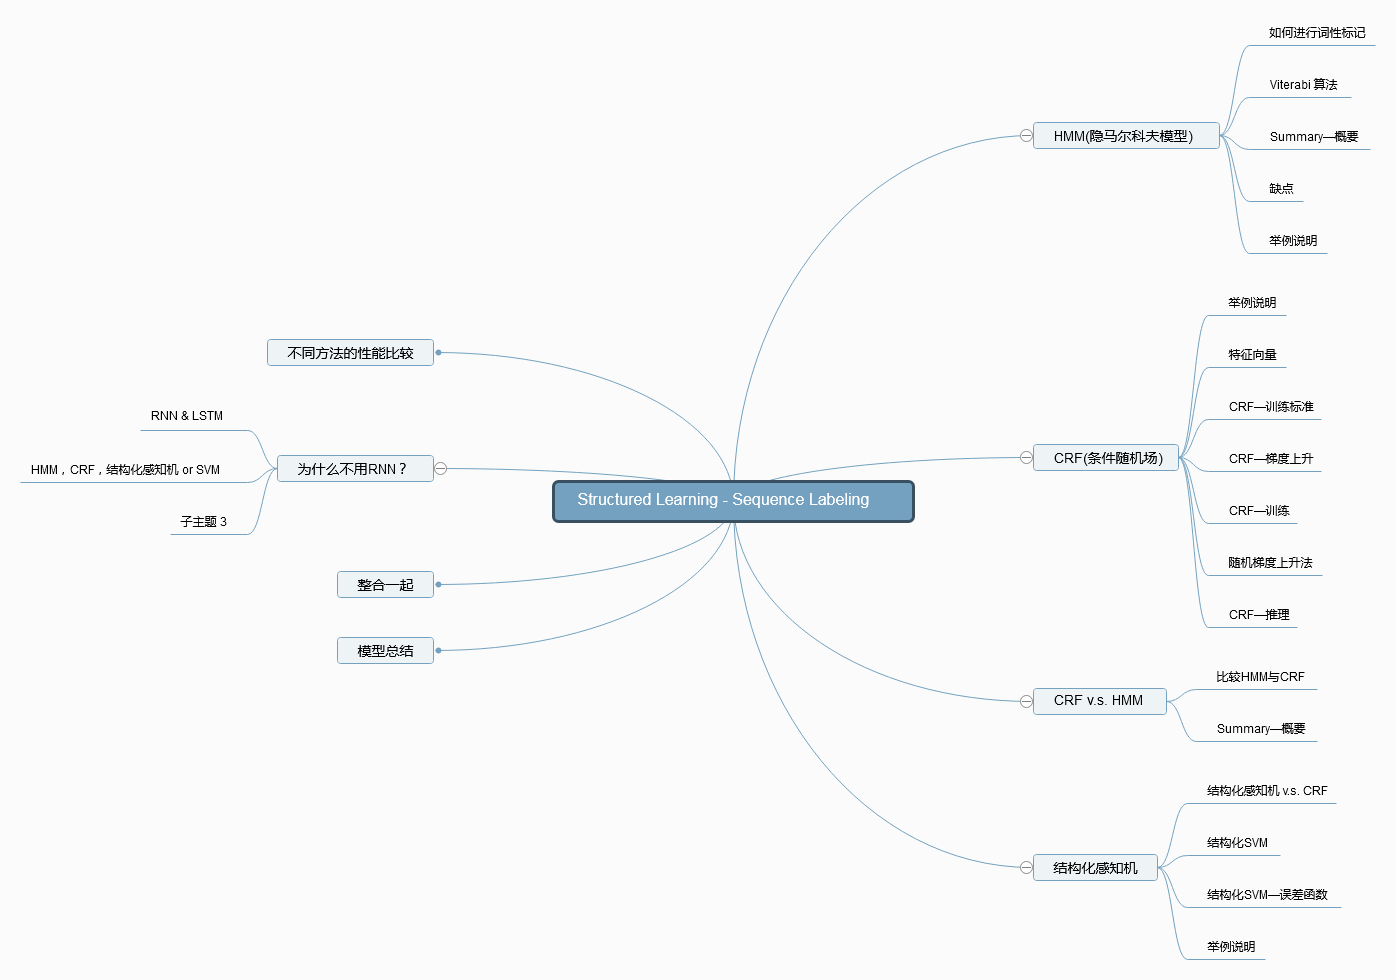 Structured Learning - Sequence Labeling
HMM(隐马尔科夫模型)
如何进行词性标记
Viterabi 算法
Summary—概要
缺点
举例说明
CRF(条件随机场)
举例说明
特征向量
CRF—训练标准
CRF—梯度上升
CRF—训练
随机梯度上升法
CRF—推理
CRF v.s. HMM
比较HMM与CRF
Summary—概要
结构化感知机
结构化感知机 v.s. CRF
结构化SVM
结构化SVM—误差函数
举例说明
不同方法的性能比较
为什么不用RNN？
RNN & LSTM
HMM，CRF，结构化感知机 or SVM
子主题 3
整合一起
模型总结